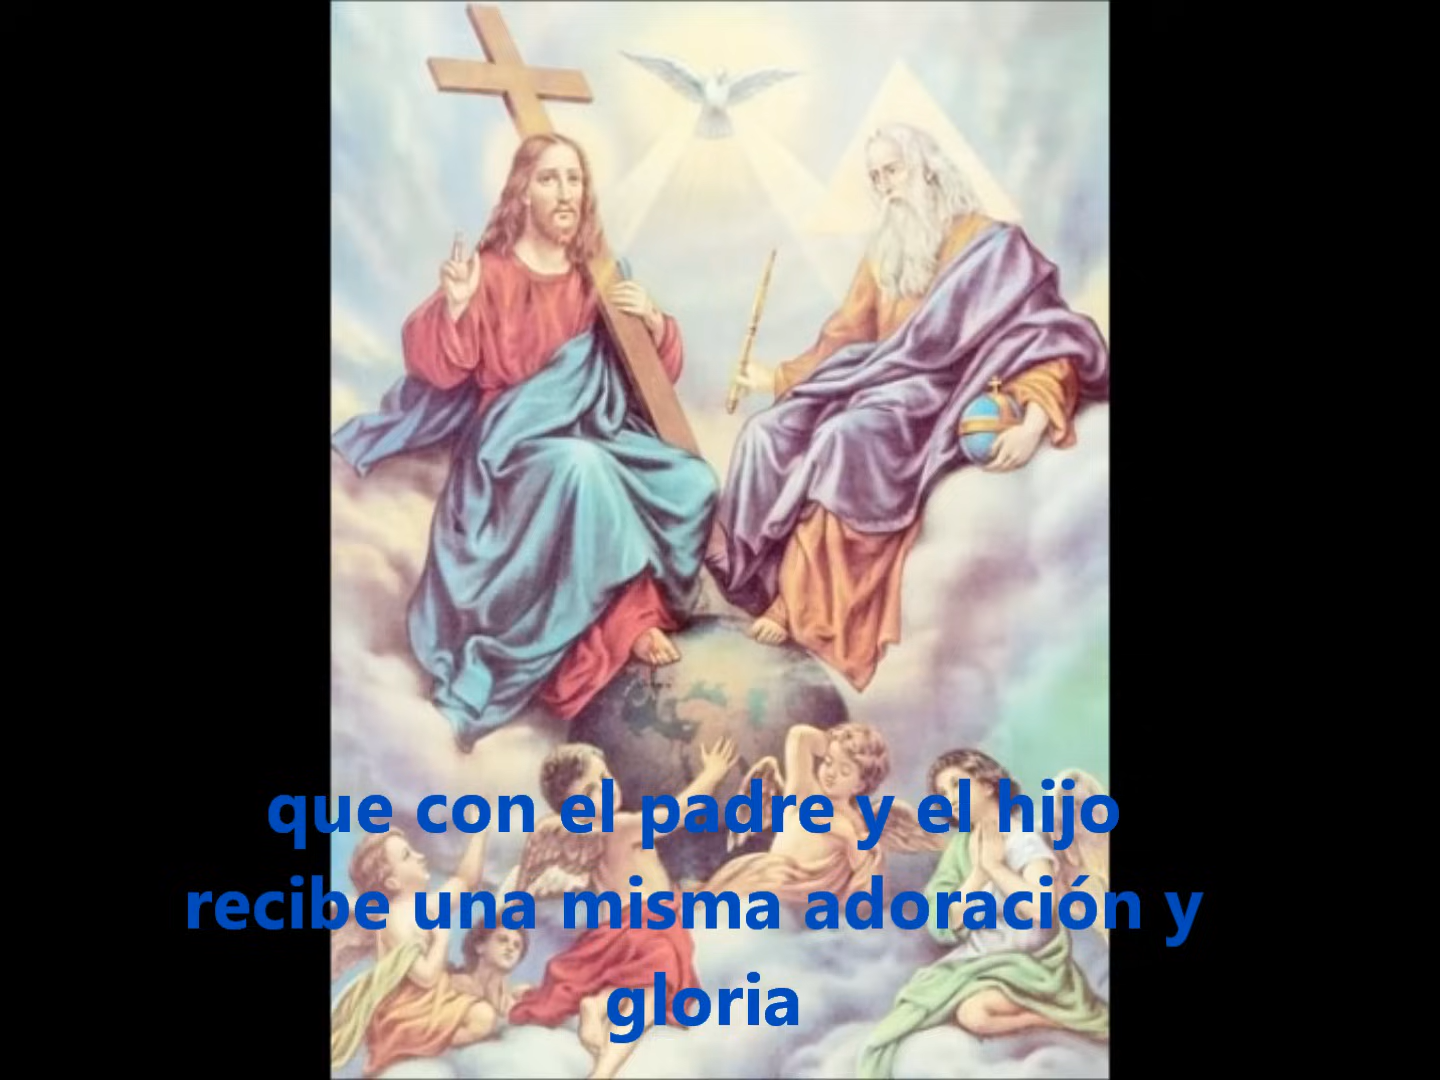 que con el padre y el hijo
recibe una misma adoración y
gloria